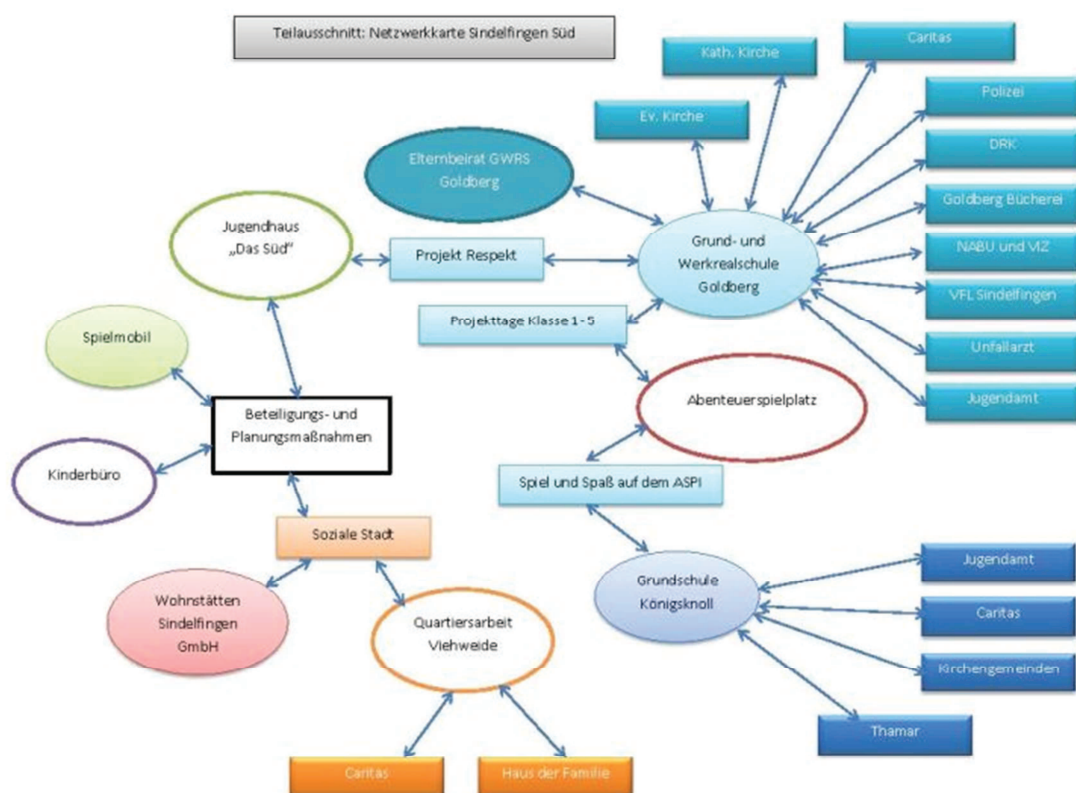 Teilausschnitt: Netzwerkkarte Sindelfingen Süd
Kath. Kirche
Caritas
Ev. Kirche
Polizei
DRK
Goldberg Bücherei
NABU und VIZ
VFL Sindelfingen
Unfallarzt
Jugendamt
Elternbeirat GWRS
Goldberg
Grund- und
Werkrealschule
Goldberg
Jugendhaus
„Das Süd“
Projekt Respekt
Projekttage Klasse 1 - 5
Spielmobil
Abenteuerspielplatz
Beteiligungs- und
Planungsmaßnahmen
Kinderbüro
Spiel und Spaß auf dem ASPI
Soziale Stadt
Wohnstätten
Sindelfingen
GmbH
Quartiersarbeit
Viehweide
Grundschule
Königsknoll
Jugendamt
Caritas
Kirchengemeinden
Thamar
Caritas
Haus der Familie